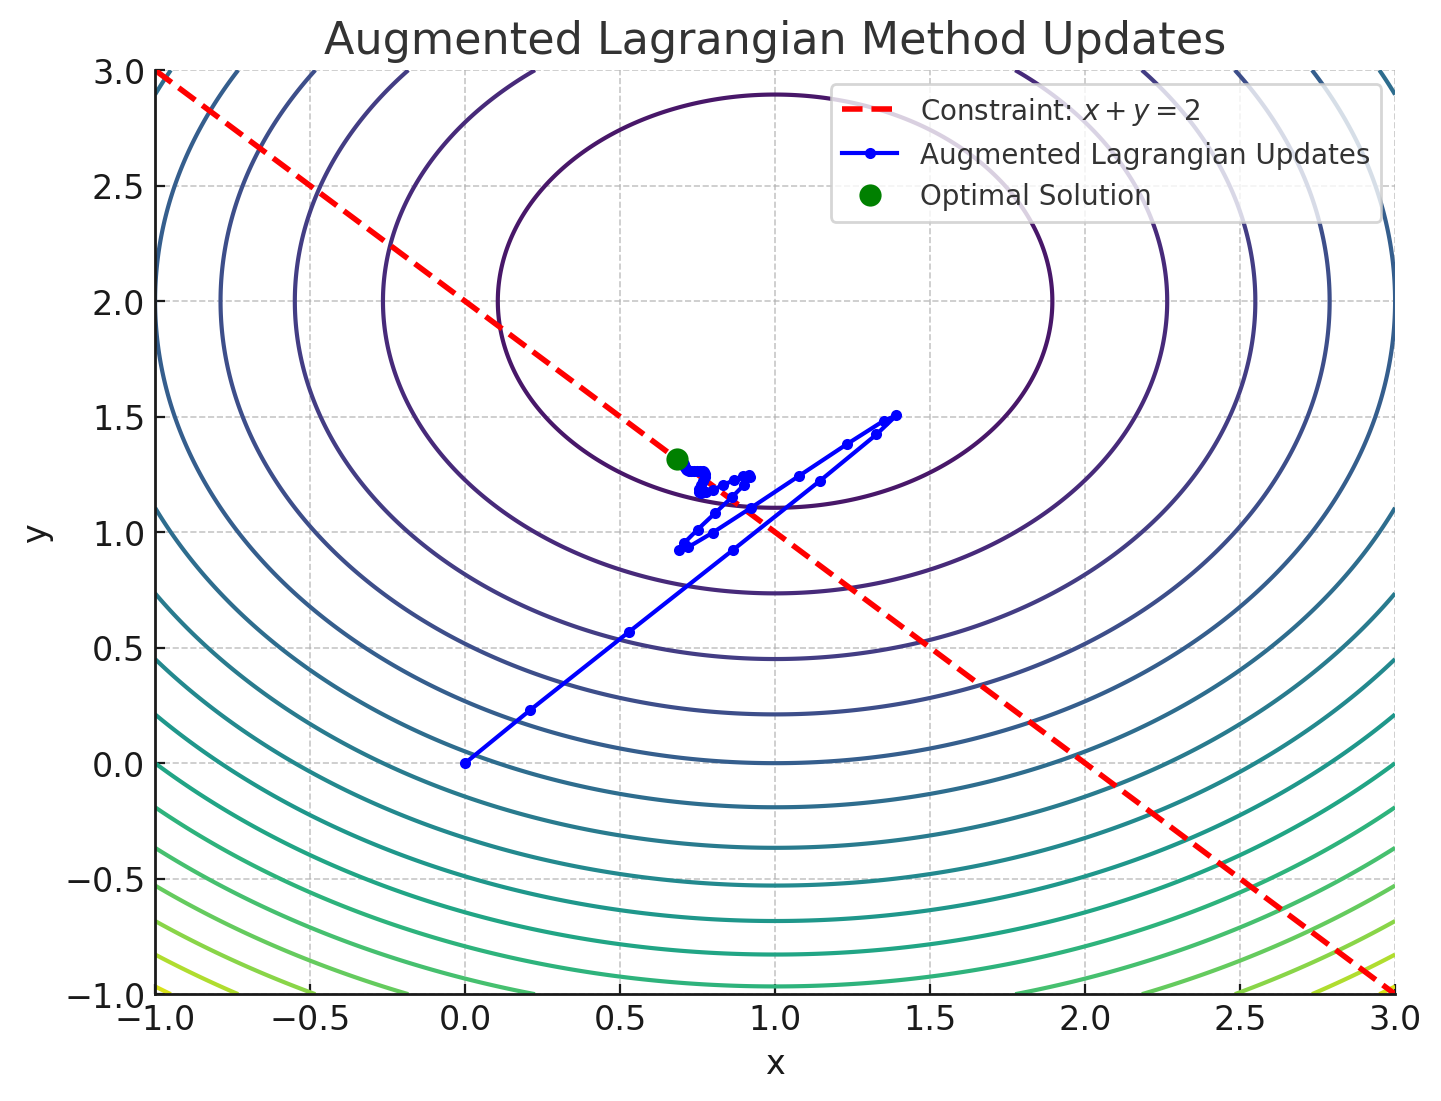 Augmented Lagrangian Method Updates
Constraint: x + y = 2
Augmented Lagrangian Updates
Optimal Solution
3.0
2.5
2.0
1.5
1.0
0.5
0.0
−0.5
−1.0
y
−1.0 −0.5 0.0 0.5 1.0 1.5 2.0 2.5 3.0
x